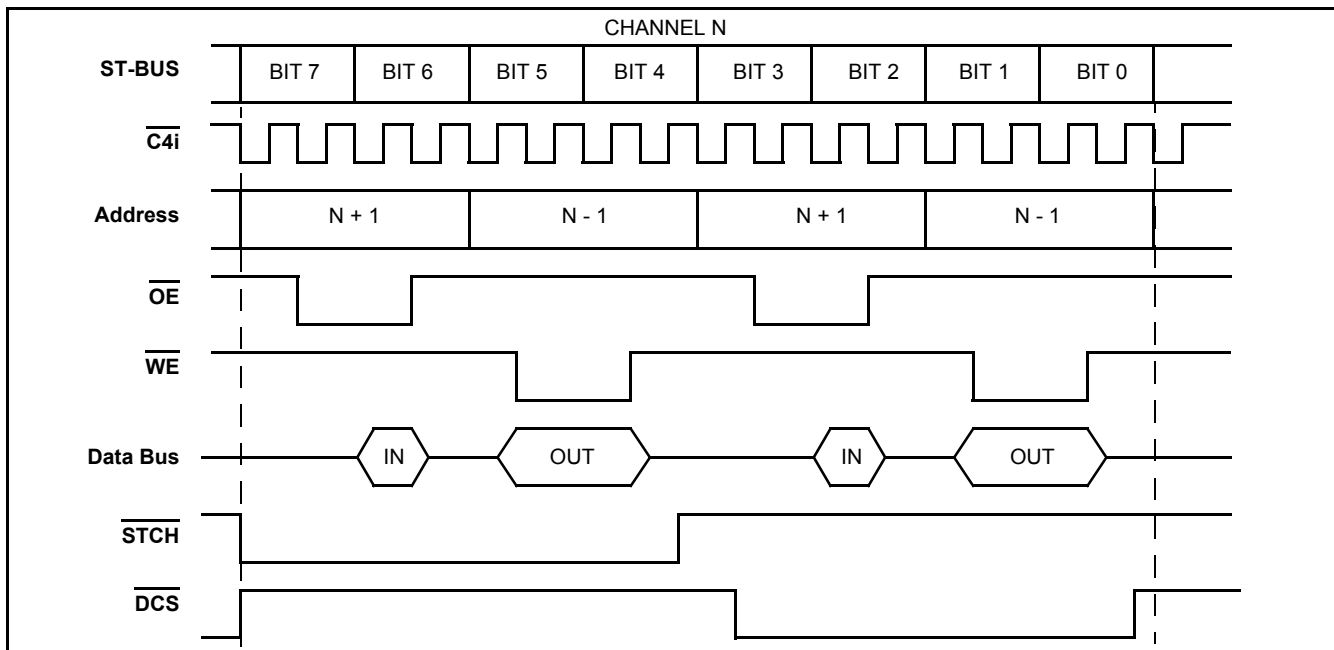 CHANNEL N
ST-BUS BIT 7 BIT 6 BIT 5 BIT 4 BIT 3 BIT 2 BIT 1 BIT 0
C4i
Address N + 1 N - 1 N + 1 N - 1
OE
WE
Data Bus IN OUT IN OUT
STCH
DCS